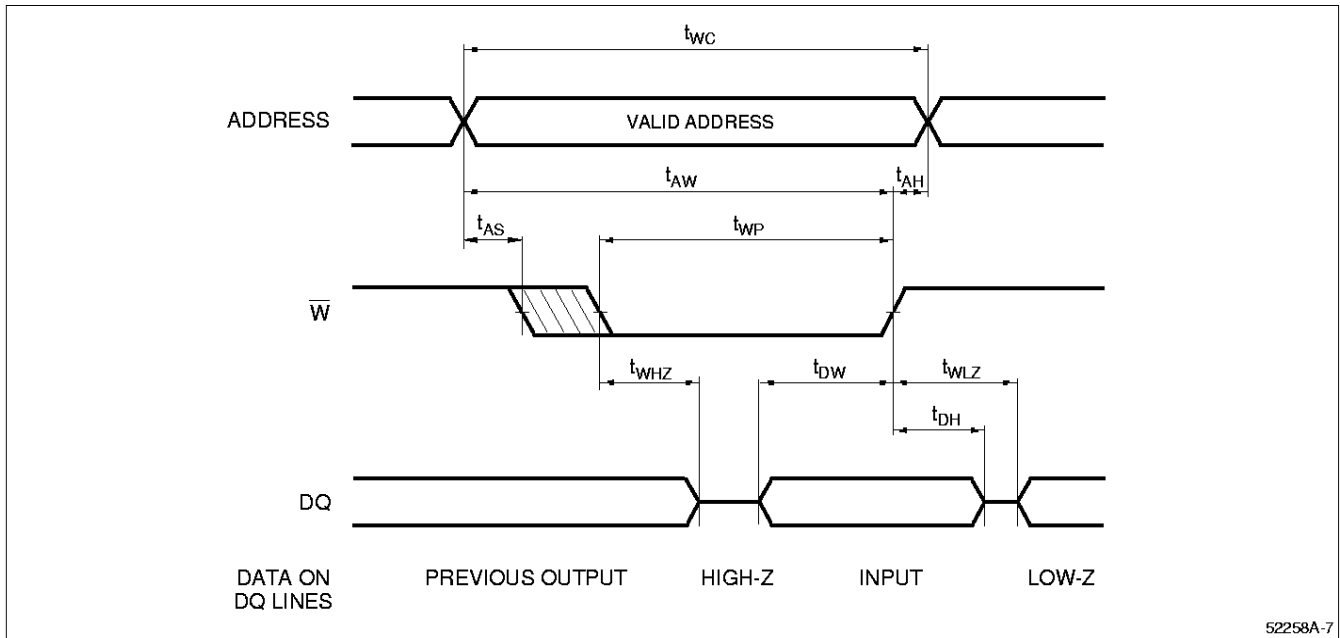 tWC
ADDRESS
VALID ADDRESS
tAW
tAH
tAS
tWP
W̅
tWHZ
tDW
tWLZ
tDH
DQ
DATA ON
DQ LINES
PREVIOUS OUTPUT
HIGH-Z
INPUT
LOW-Z
52258A-7